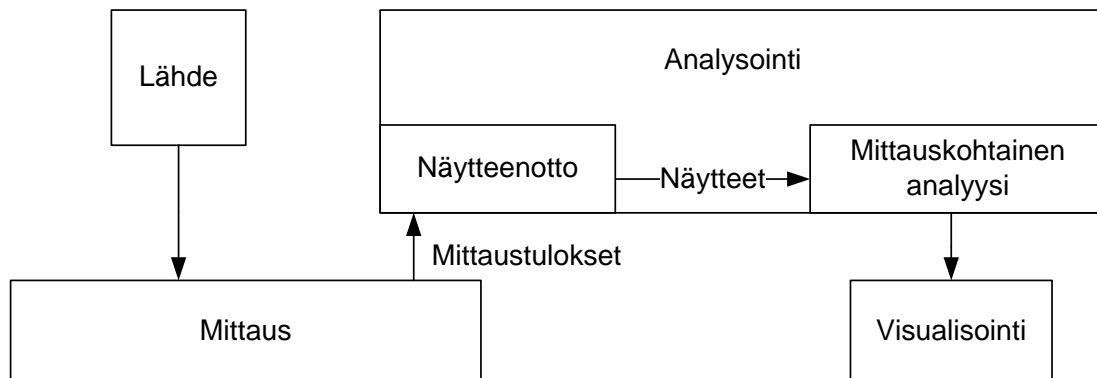 Lähde
Analysointi
Näytteenotto
Näytteet
Mittauskohtainen
analyysi
Mittaustulokset
Mittaus
Visualisointi